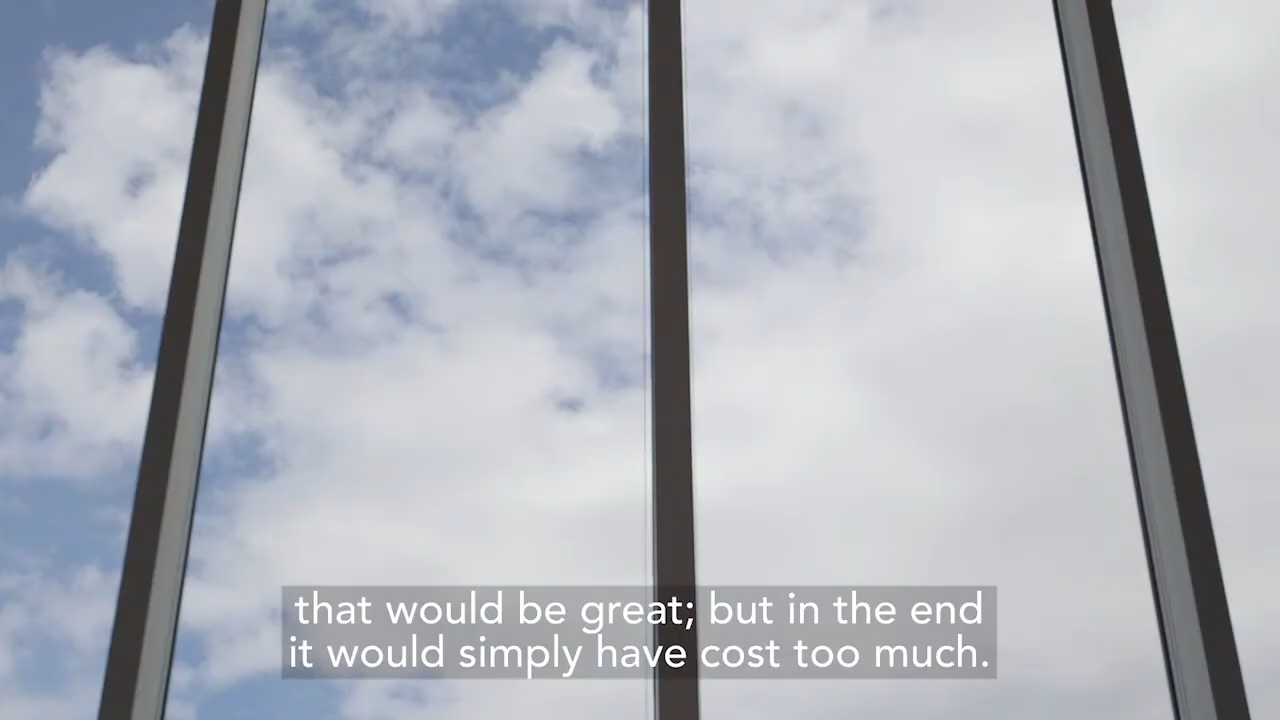 that would be great; but in the end
it would simply have cost too much.